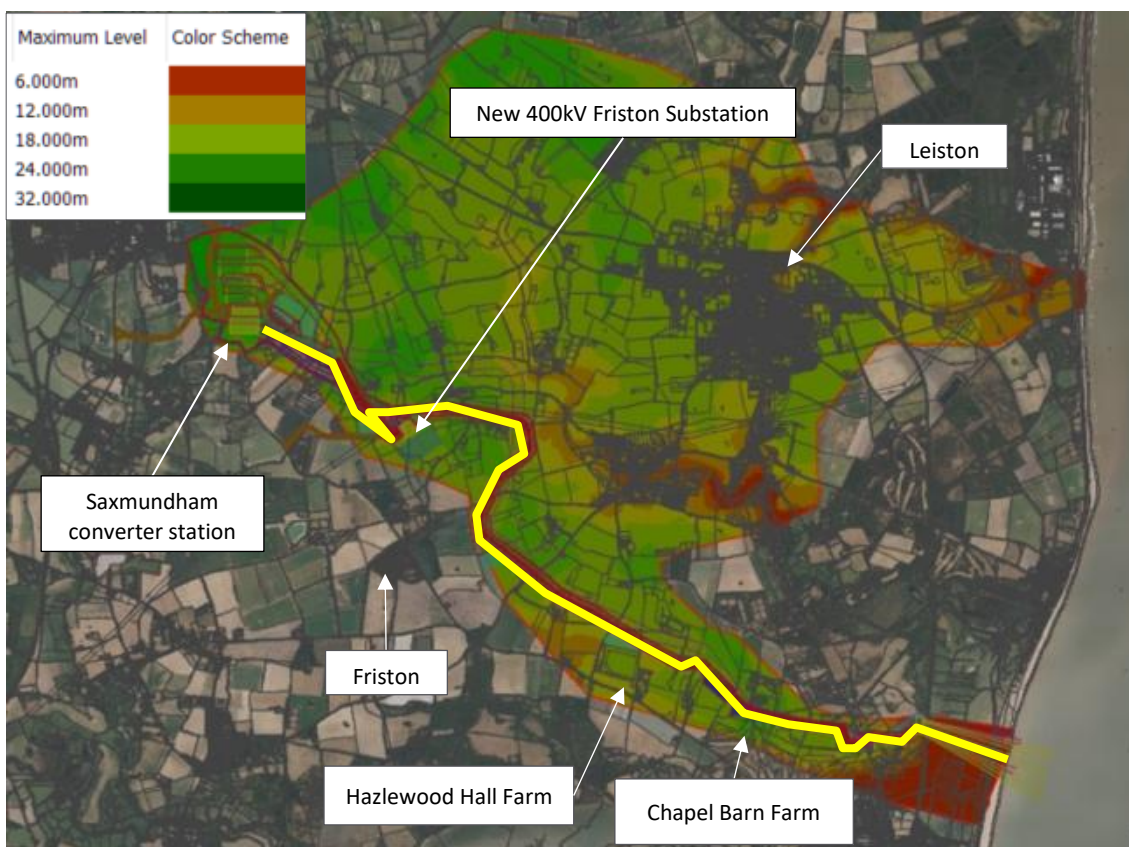 Maximum Level Color Scheme
6.000m
12.000m
18.000m
24.000m
32.000m
New 400kV Friston Substation
Leiston
Saxmundham
converter station
Friston
Hazlewood Hall Farm
Chapel Barn Farm